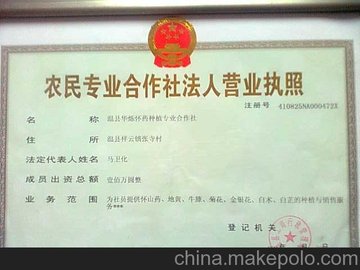 农民专业合作社法人营业执照
注册号 410825NA000472X
名称 温县华烁怀药种植专业合作社
住所 温县祥云镇张寺村
法定代表人姓名 马卫化
成员出资总额 壹佰万圆整
业务范围 为社员提供怀山药、地黄、牛膝、菊花、金银花、白术、白芷的种植与销售服
务***
登记机关
china.makepolo.com